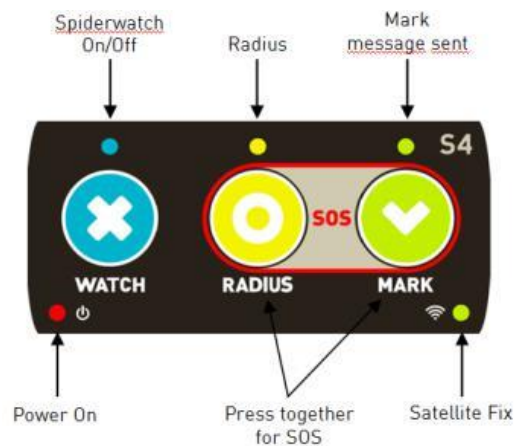 Spiderwatch
On/Off
Radius
Mark
message sent
S4
SOS
WATCH
RADIUS
MARK
Power On
Press together
for SOS
Satellite Fix